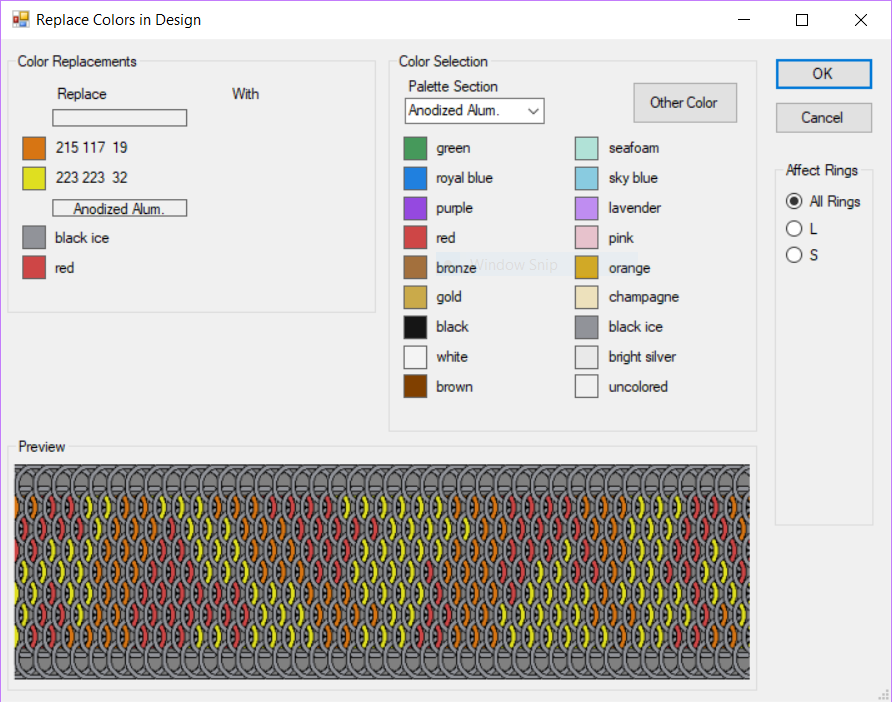 Replace Colors in Design
Color Replacements
Replace With
215 117 19
223 223 32
Anodized Alum.
black ice
red
Color Selection
Palette Section
Anodized Alum.
Other Color
green
royal blue
purple
red
bronze
gold
black
white
brown
seafoam
sky blue
lavender
pink
orange
champagne
black ice
bright silver
uncolored
Window Snip
OK
Cancel
Affect Rings
All Rings
L
S
Preview